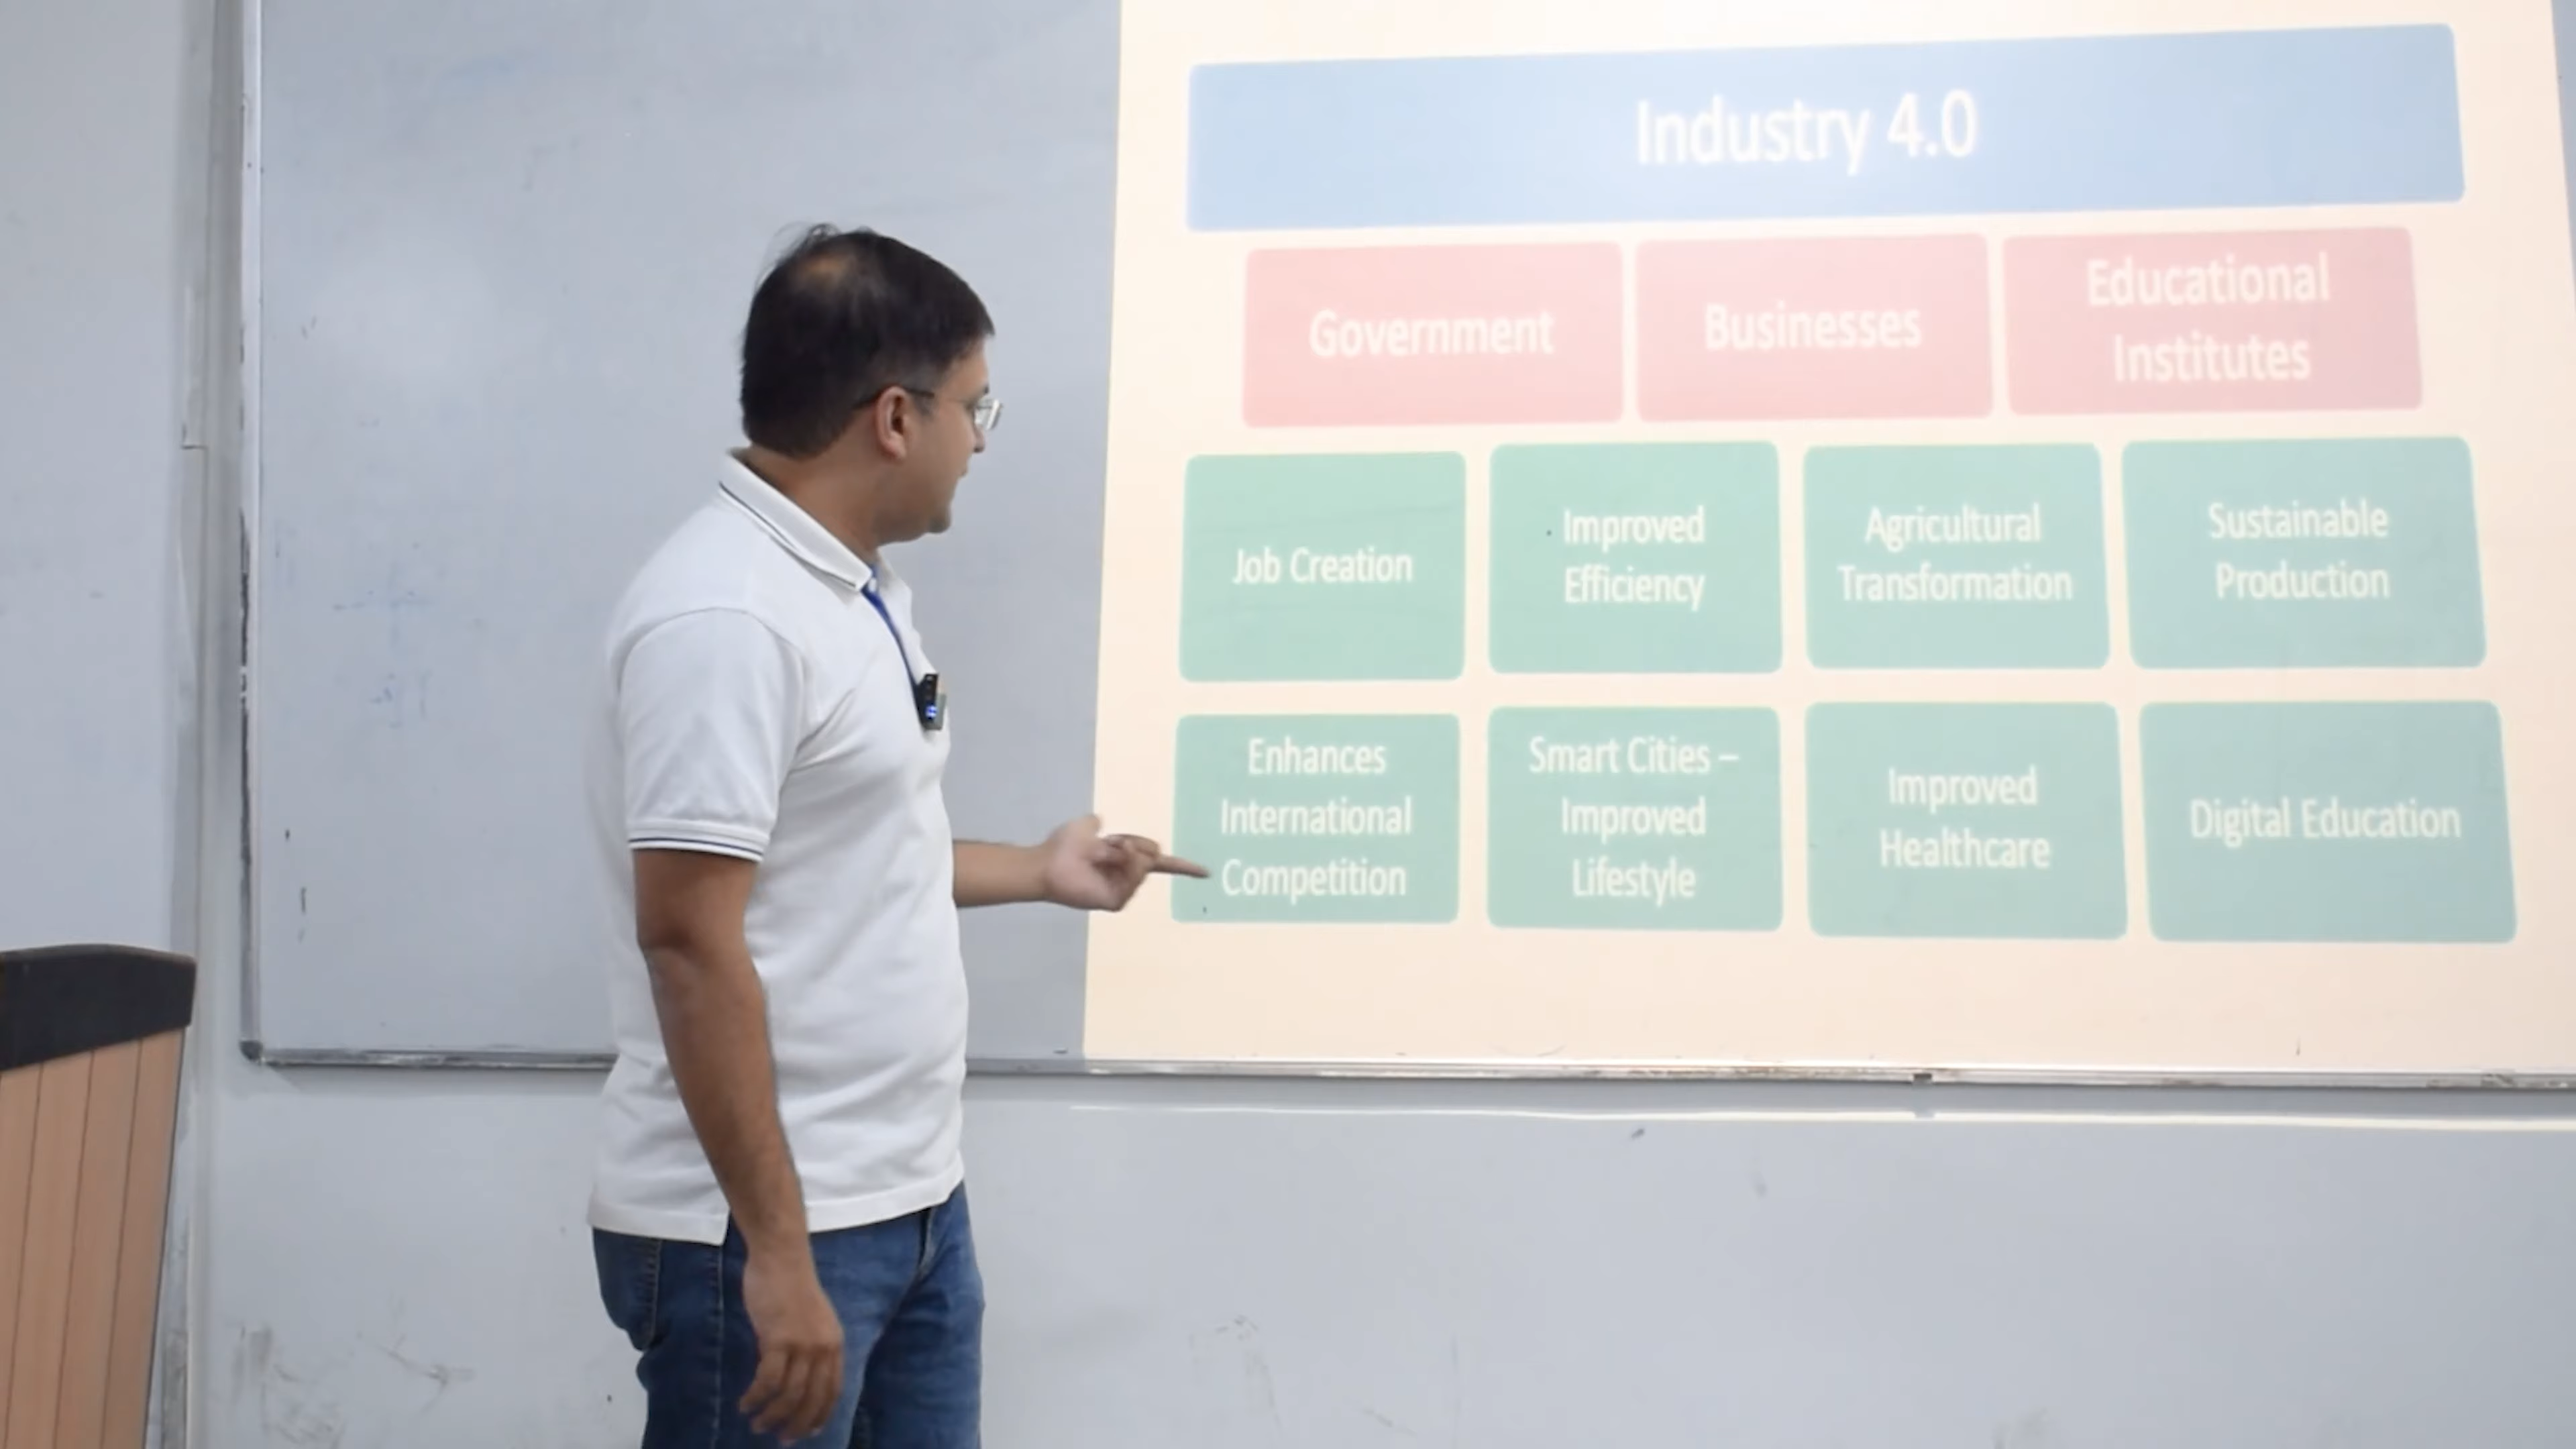 Industry 4.0
Government
Businesses
Educational
Institutes
Job Creation
Improved
Efficiency
Agricultural
Transformation
Sustainable
Production
Enhances
International
Competition
Smart Cities –
Improved
Lifestyle
Improved
Healthcare
Digital Education